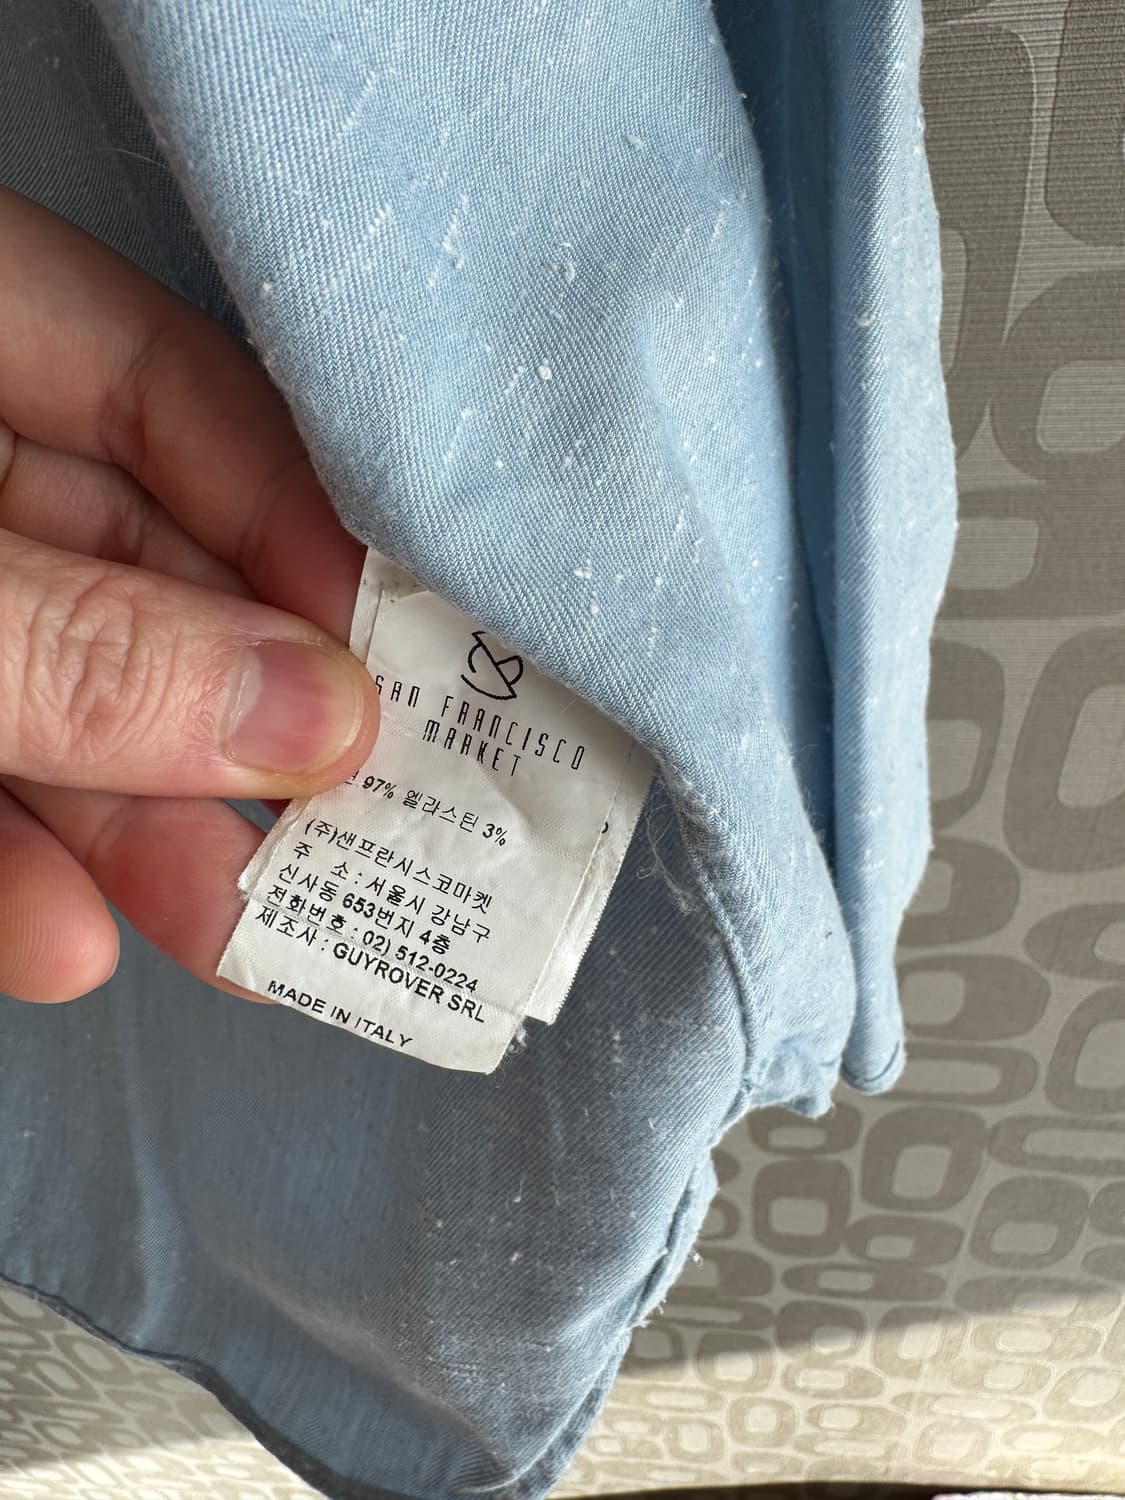 SAN FRANCISCO
MARKET
97% 엘라스틴 3%
(주)샌프란시스코마켓
주 소 : 서울시 강남구
신사동 653번지 4층
전화번호 : 02) 512-0224
제조사 : GUYROVER SRL
MADE IN ITALY